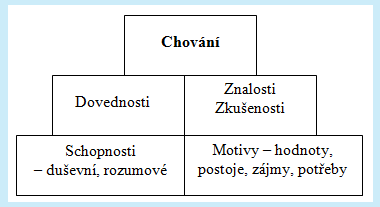 Chování
Dovednosti
Znalosti
Zkušenosti
Schopnosti
– duševní, rozumové
Motivy – hodnoty,
postoje, zájmy, potřeby